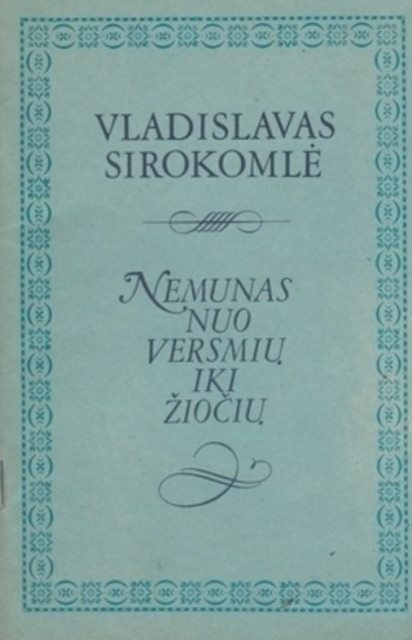 VLADISLAVAS
SIROKOMLĖ
NEMUNAS
NUO
VERSMIŲ
IKI
ŽIOČIŲ